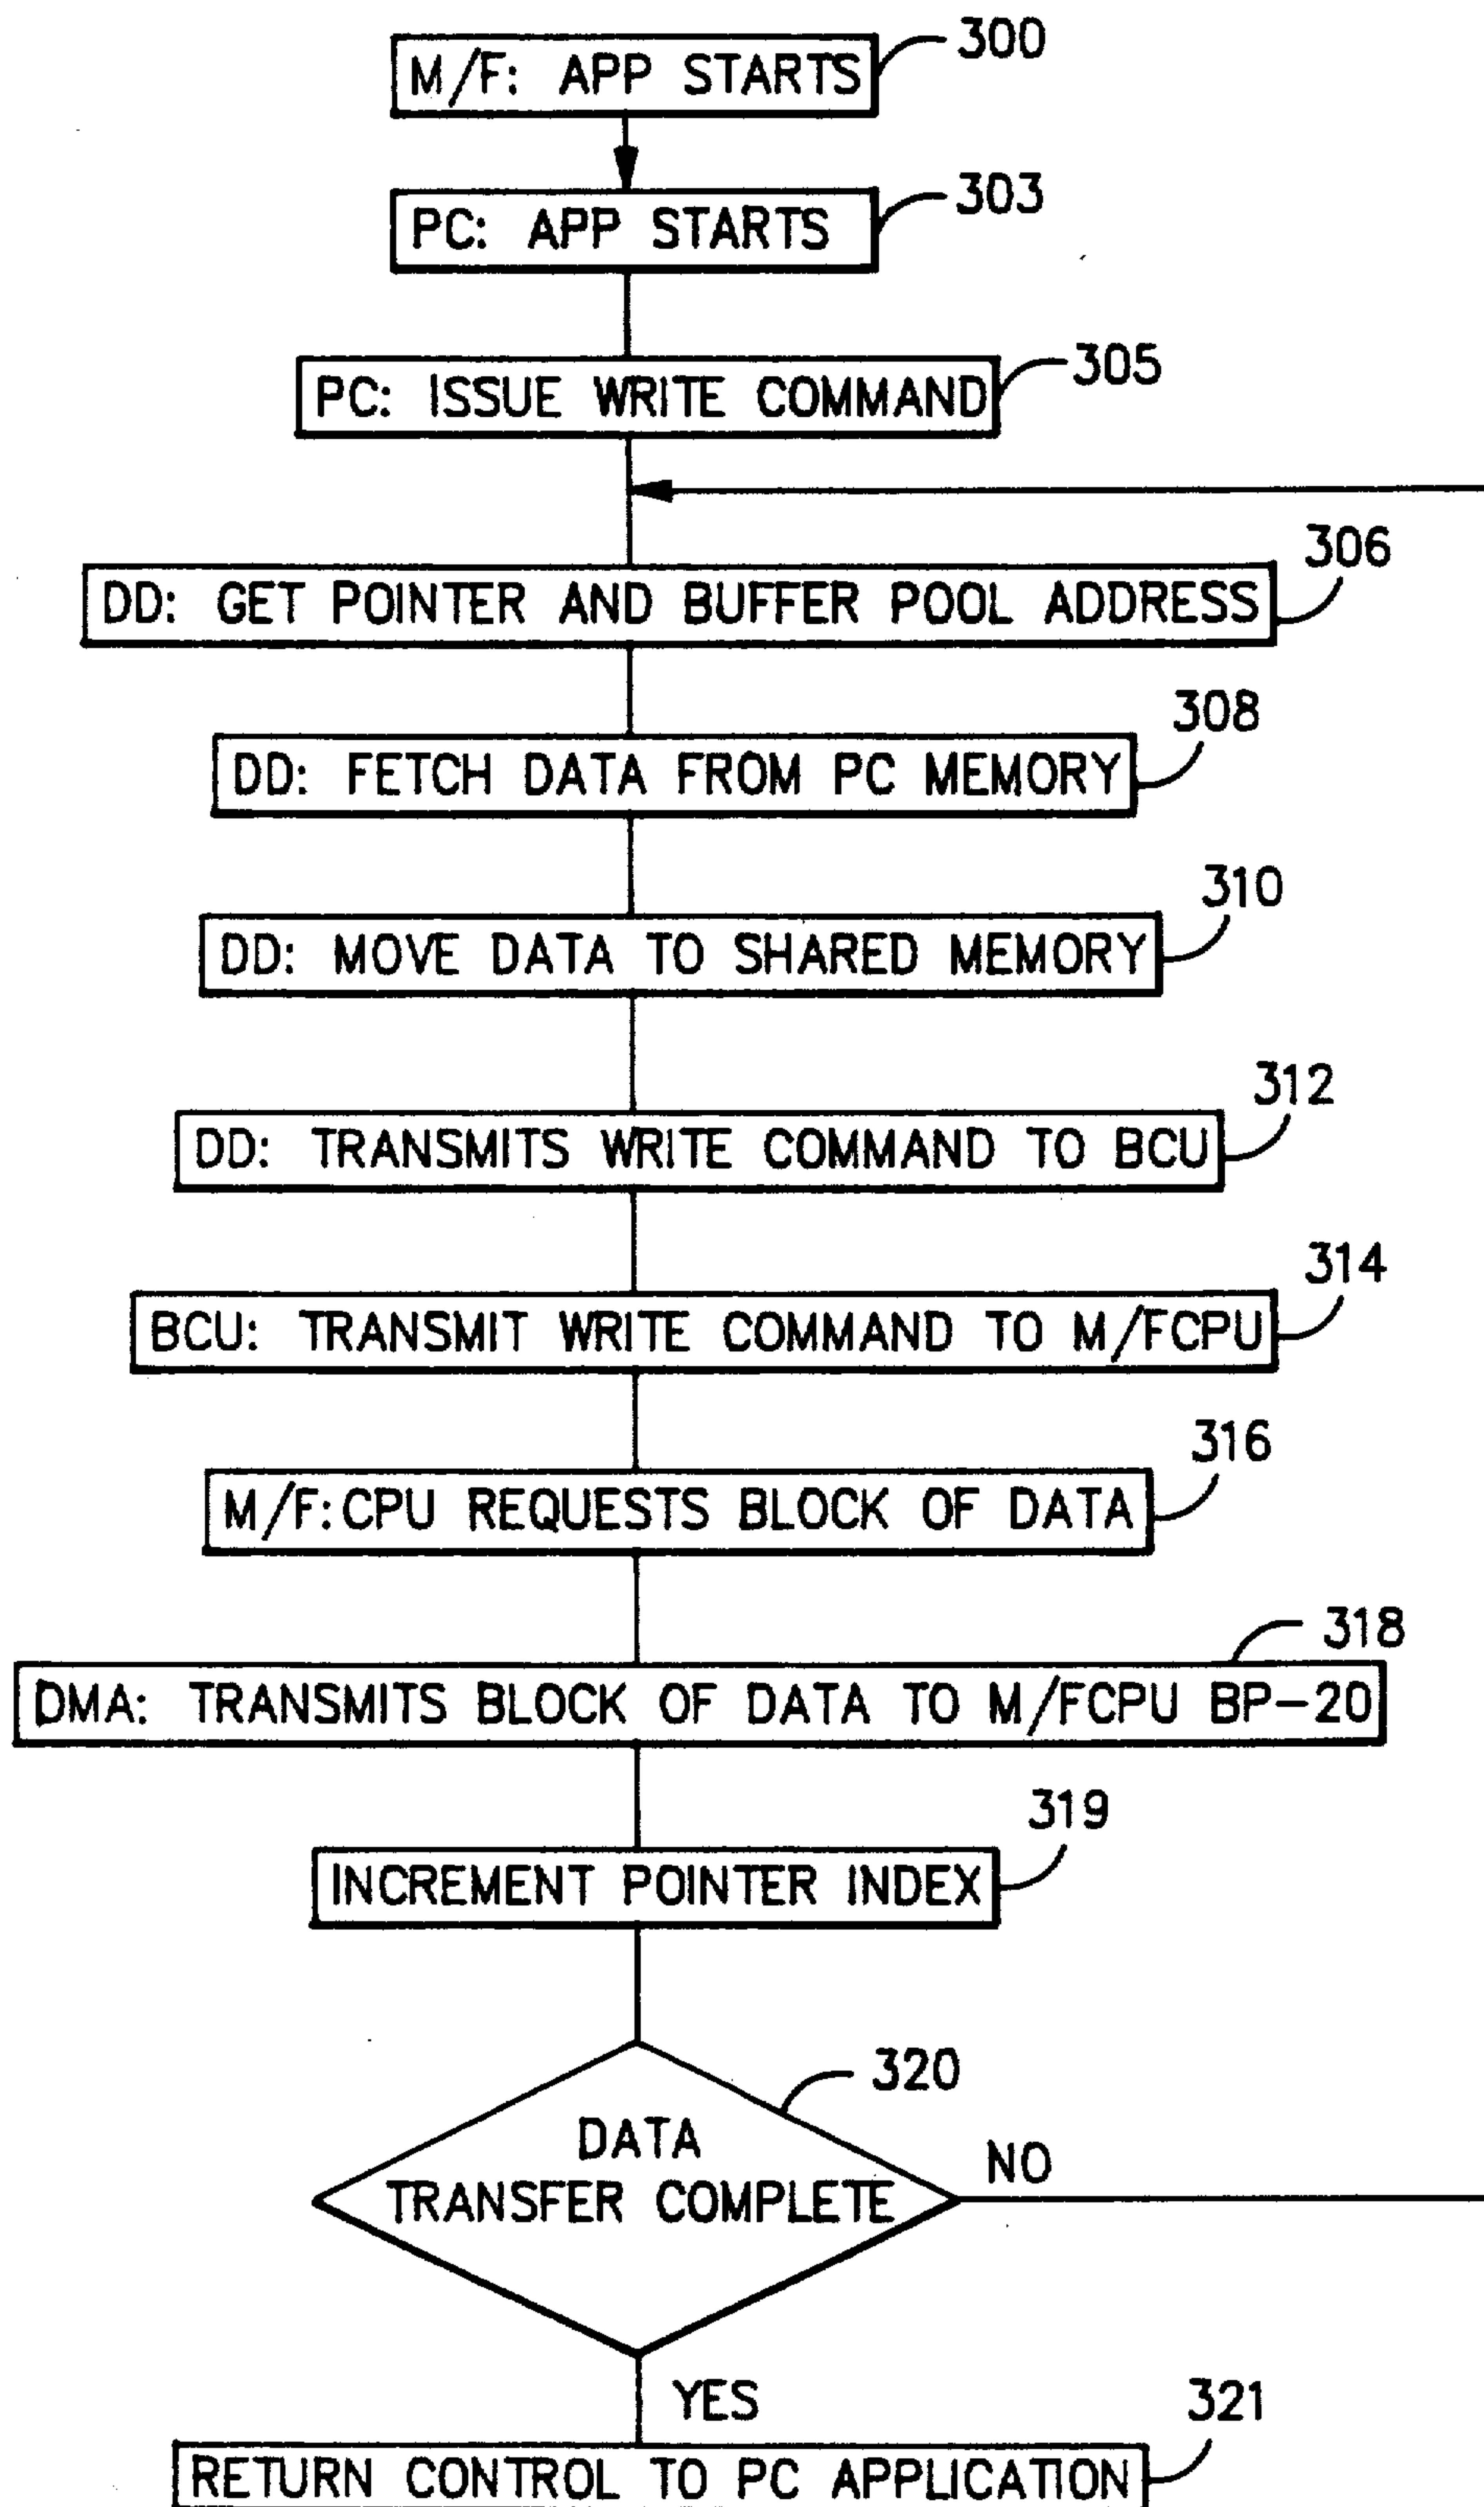 300
M/F: APP STARTS
303
PC: APP STARTS
305
PC: ISSUE WRITE COMMAND
306
DD: GET POINTER AND BUFFER POOL ADDRESS
308
DD: FETCH DATA FROM PC MEMORY
310
DD: MOVE DATA TO SHARED MEMORY
312
DD: TRANSMITS WRITE COMMAND TO BCU
314
BCU: TRANSMIT WRITE COMMAND TO M/FCPU
316
M/F:CPU REQUESTS BLOCK OF DATA
318
DMA: TRANSMITS BLOCK OF DATA TO M/FCPU BP-20
319
INCREMENT POINTER INDEX
320
DATA
TRANSFER COMPLETE
NO
YES
321
RETURN CONTROL TO PC APPLICATION